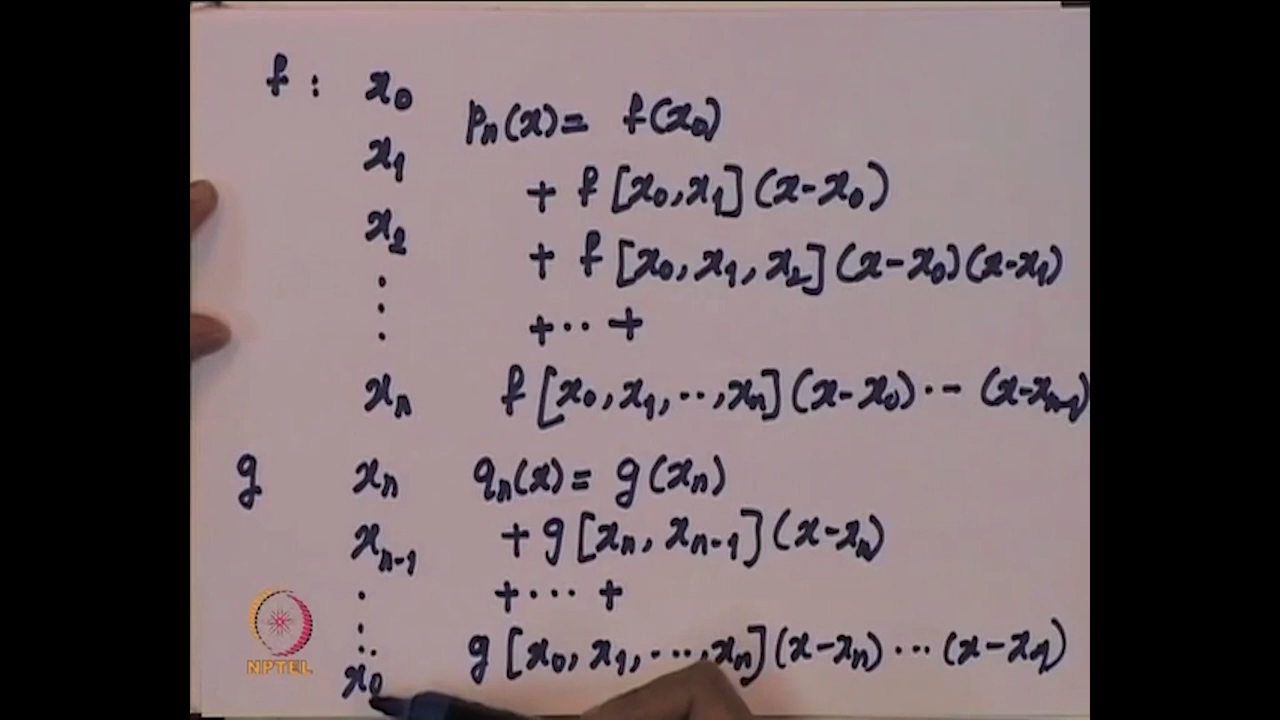 f : x₀
pₙ(x) = f(x₀)
x₁
+ f[x₀, x₁](x-x₀)
x₂
+ f[x₀, x₁, x₂](x-x₀)(x-x₁)
⋮
+ ·· +
xₙ f[x₀, x₁, ··, xₙ](x-x₀) ·- (x-xₙ₋₁)
g xₙ qₙ(x) = g(xₙ)
xₙ₋₁ + g[xₙ, xₙ₋₁](x-xₙ)
⋮ + ··· +
g[x₀, x₁, ···, xₙ](x-xₙ) ··· (x-x₁)
x₀
NPTEL